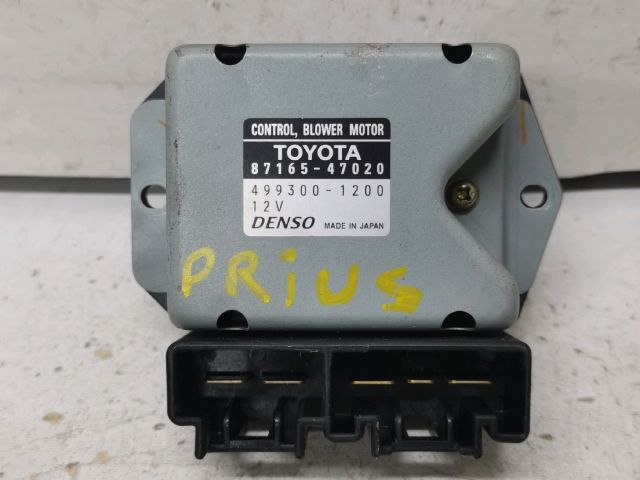 CONTROL, BLOWER MOTOR
TOYOTA
87165-47020
499300-1200
12V
DENSO MADE IN JAPAN
PRIUS